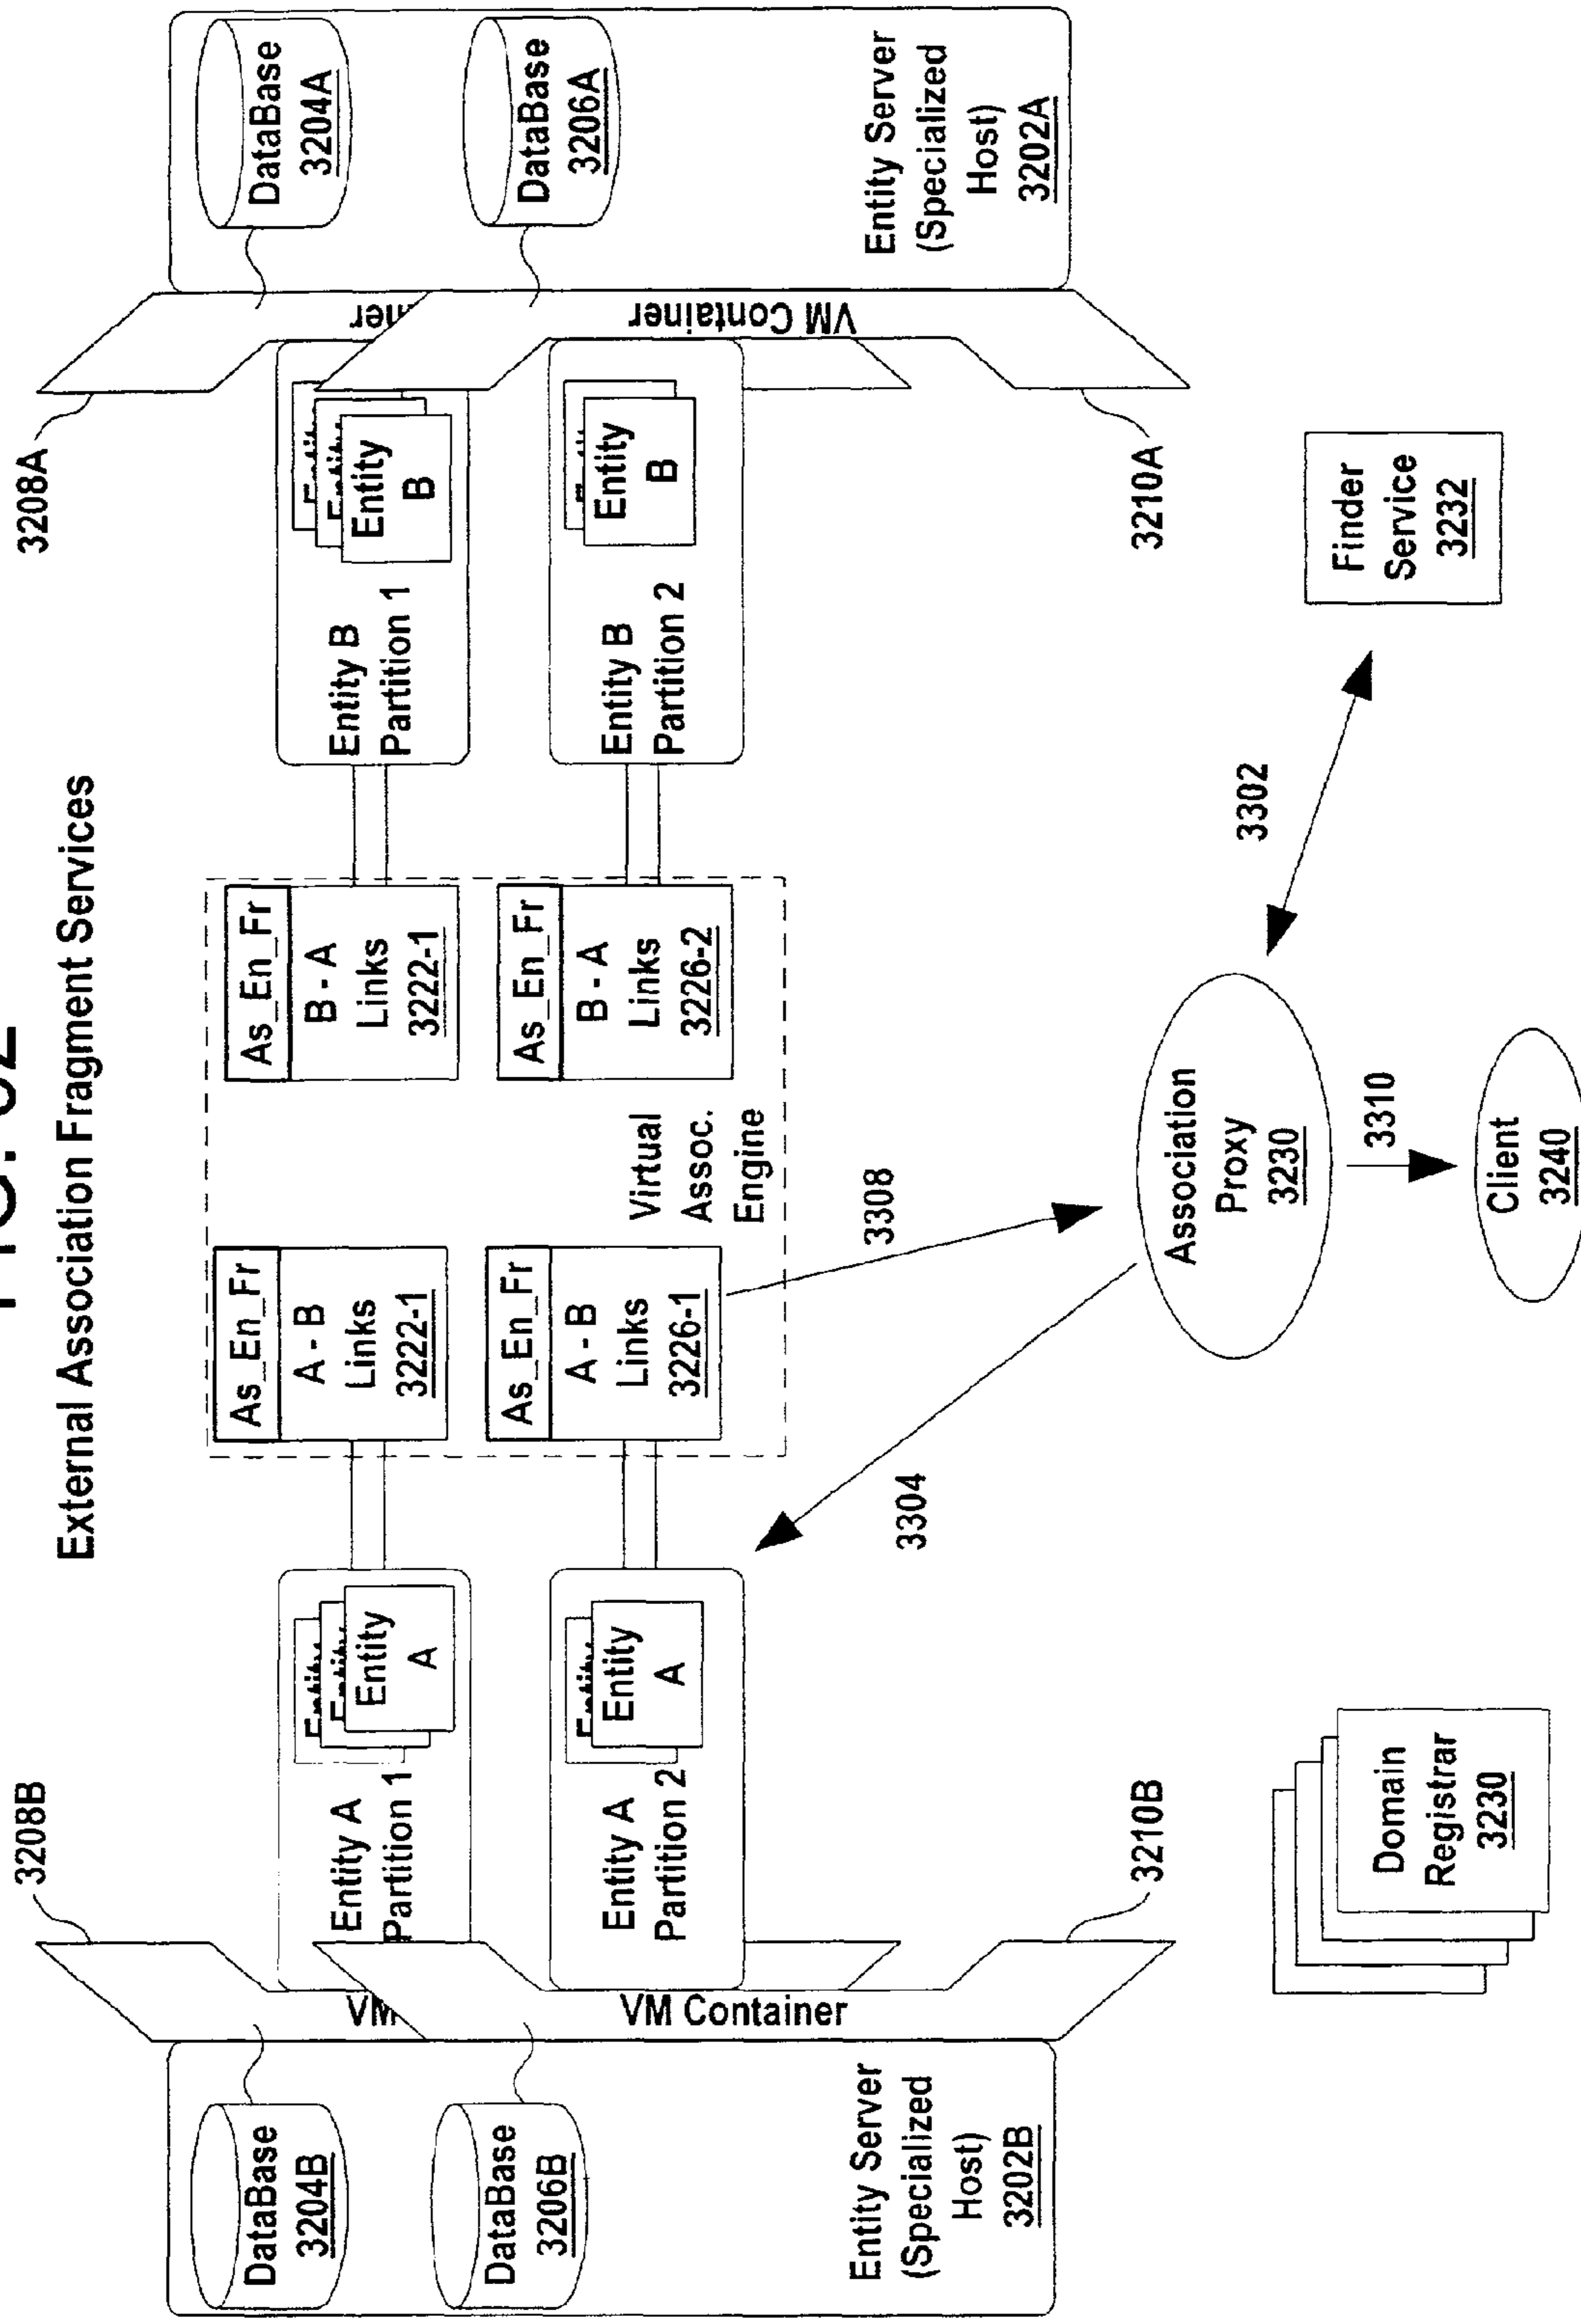 External Association Fragment Services
3208B
3208A
DataBase
3204B
DataBase
3206B
Entity Server
(Specialized
Host)
3202B
VM
VM Container
Entity A
Partition 1
Entity
A
Entity A
Partition 2
Entity
A
3210B
As_En_Fr
A - B
Links
3222-1
As_En_Fr
A - B
Links
3226-1
Virtual
Assoc.
Engine
As_En_Fr
B - A
Links
3222-1
As_En_Fr
B - A
Links
3226-2
Entity B
Partition 1
Entity
B
Entity B
Partition 2
Entity
B
VM Container
3210A
DataBase
3204A
DataBase
3206A
Entity Server
(Specialized
Host)
3202A
3304
3308
3302
Domain
Registrar
3230
Association
Proxy
3230
3310
Client
3240
Finder
Service
3232